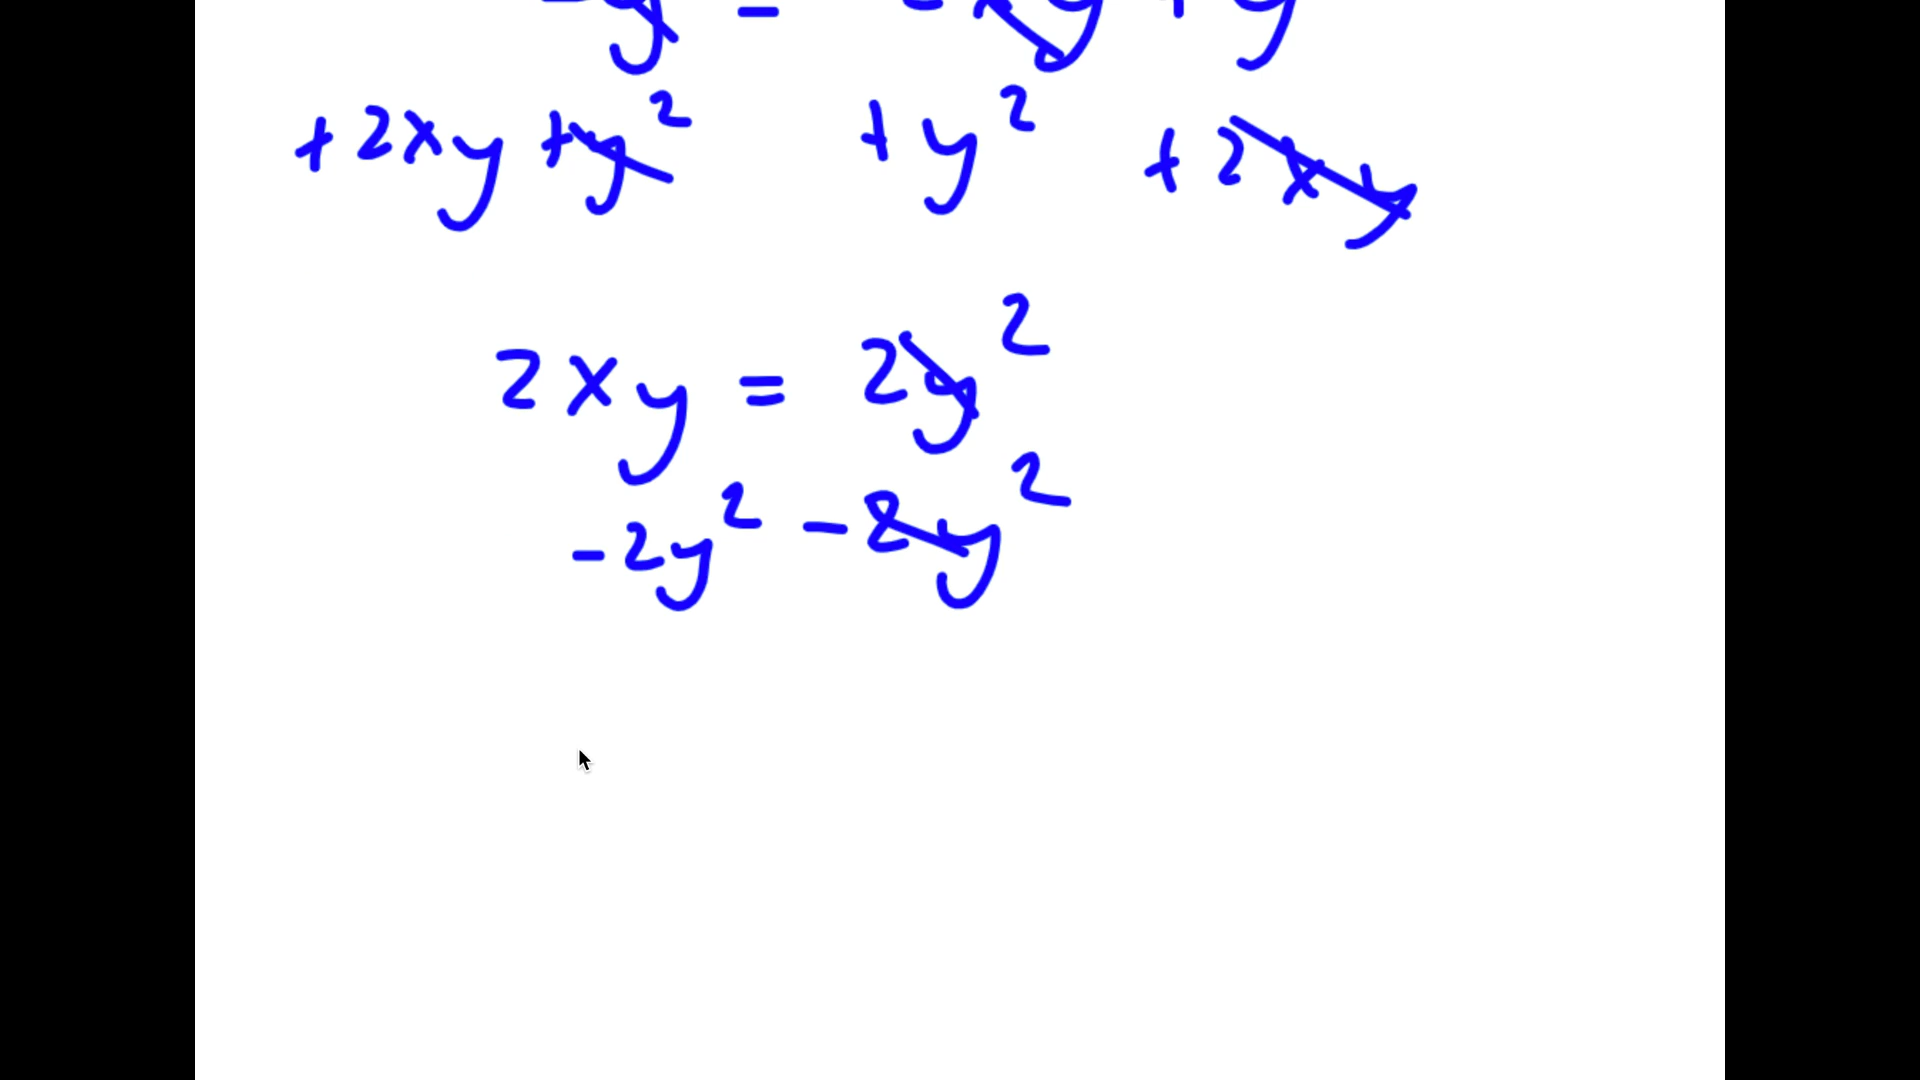 + 2xy + y² + y² + 2xy
2xy = 2y²
- 2y² - 2y²